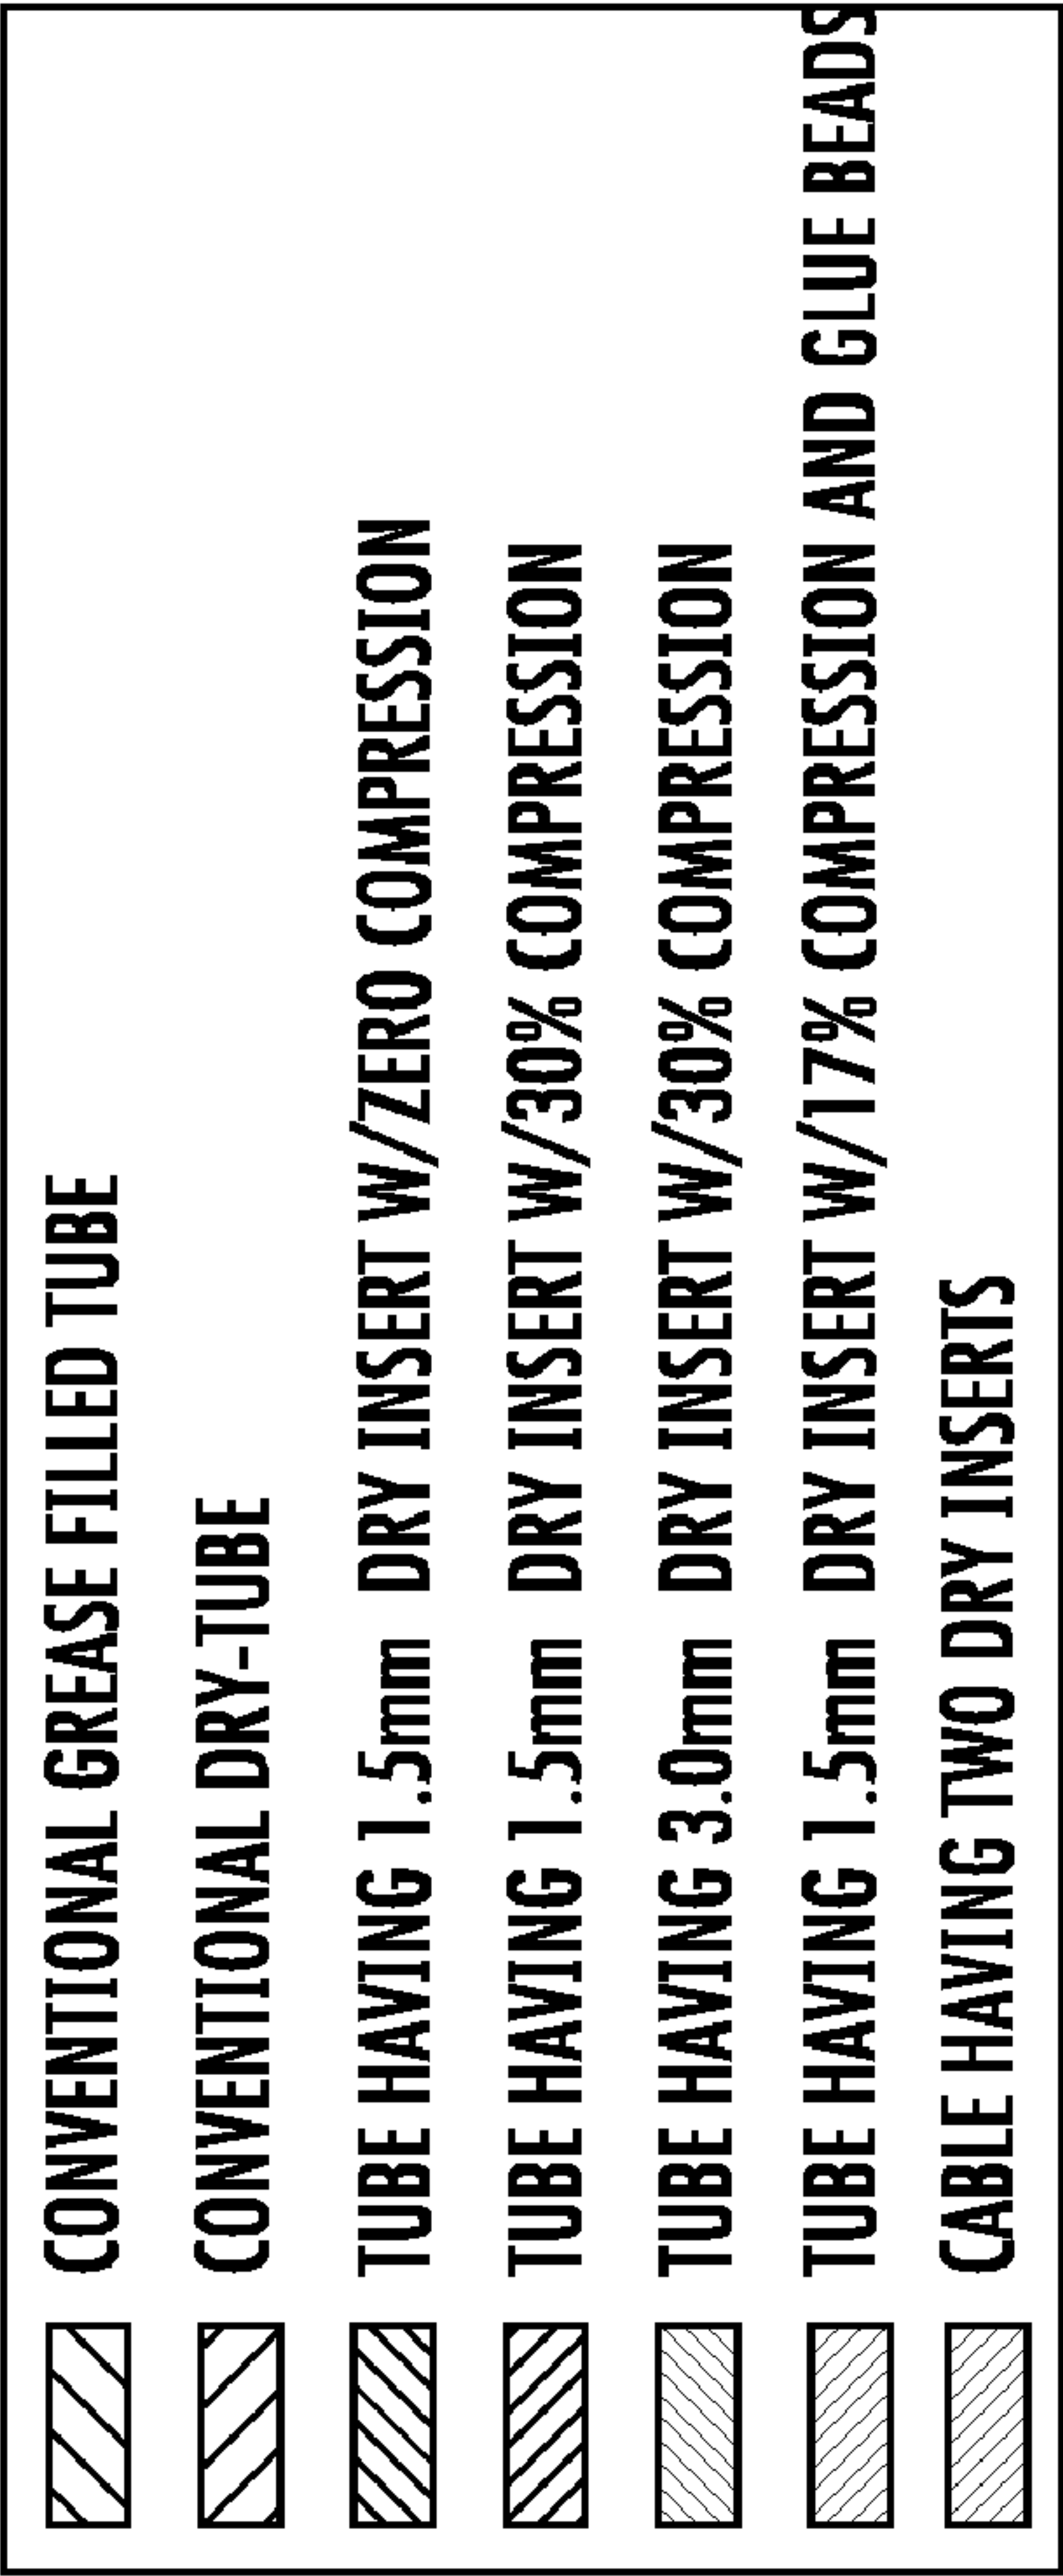 CONVENTIONAL GREASE FILLED TUBE
CONVENTIONAL DRY-TUBE
TUBE HAVING 1.5mm DRY INSERT W/ZERO COMPRESSION
TUBE HAVING 1.5mm DRY INSERT W/30% COMPRESSION
TUBE HAVING 3.0mm DRY INSERT W/30% COMPRESSION
TUBE HAVING 1.5mm DRY INSERT W/17% COMPRESSION AND GLUE BEADS
CABLE HAVING TWO DRY INSERTS